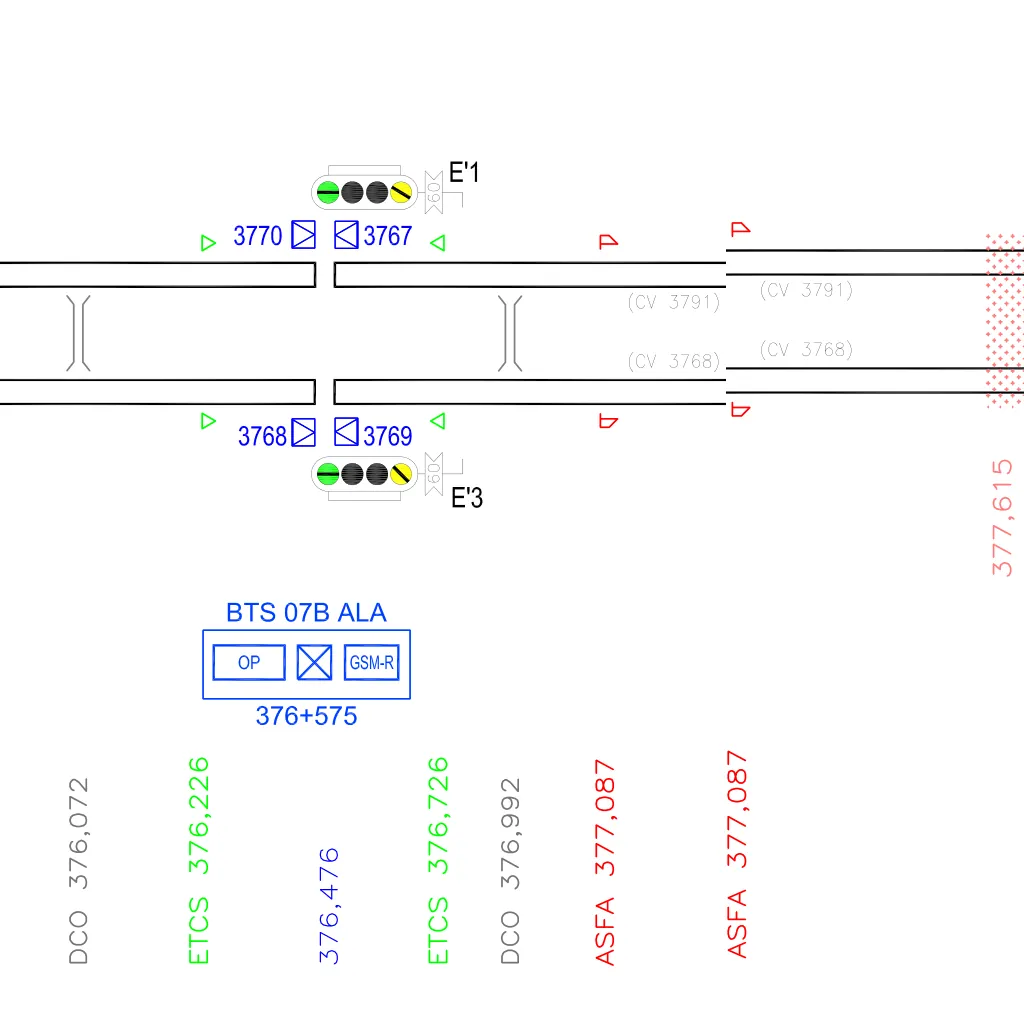 E'1
60
3770
3767
(CV 3791)
(CV 3791)
(CV 3768)
(CV 3768)
3768
3769
60
E'3
377,615
BTS 07B ALA
OP
GSM-R
376+575
DCO 376,072
ETCS 376,226
376,476
ETCS 376,726
DCO 376,992
ASFA 377,087
ASFA 377,087